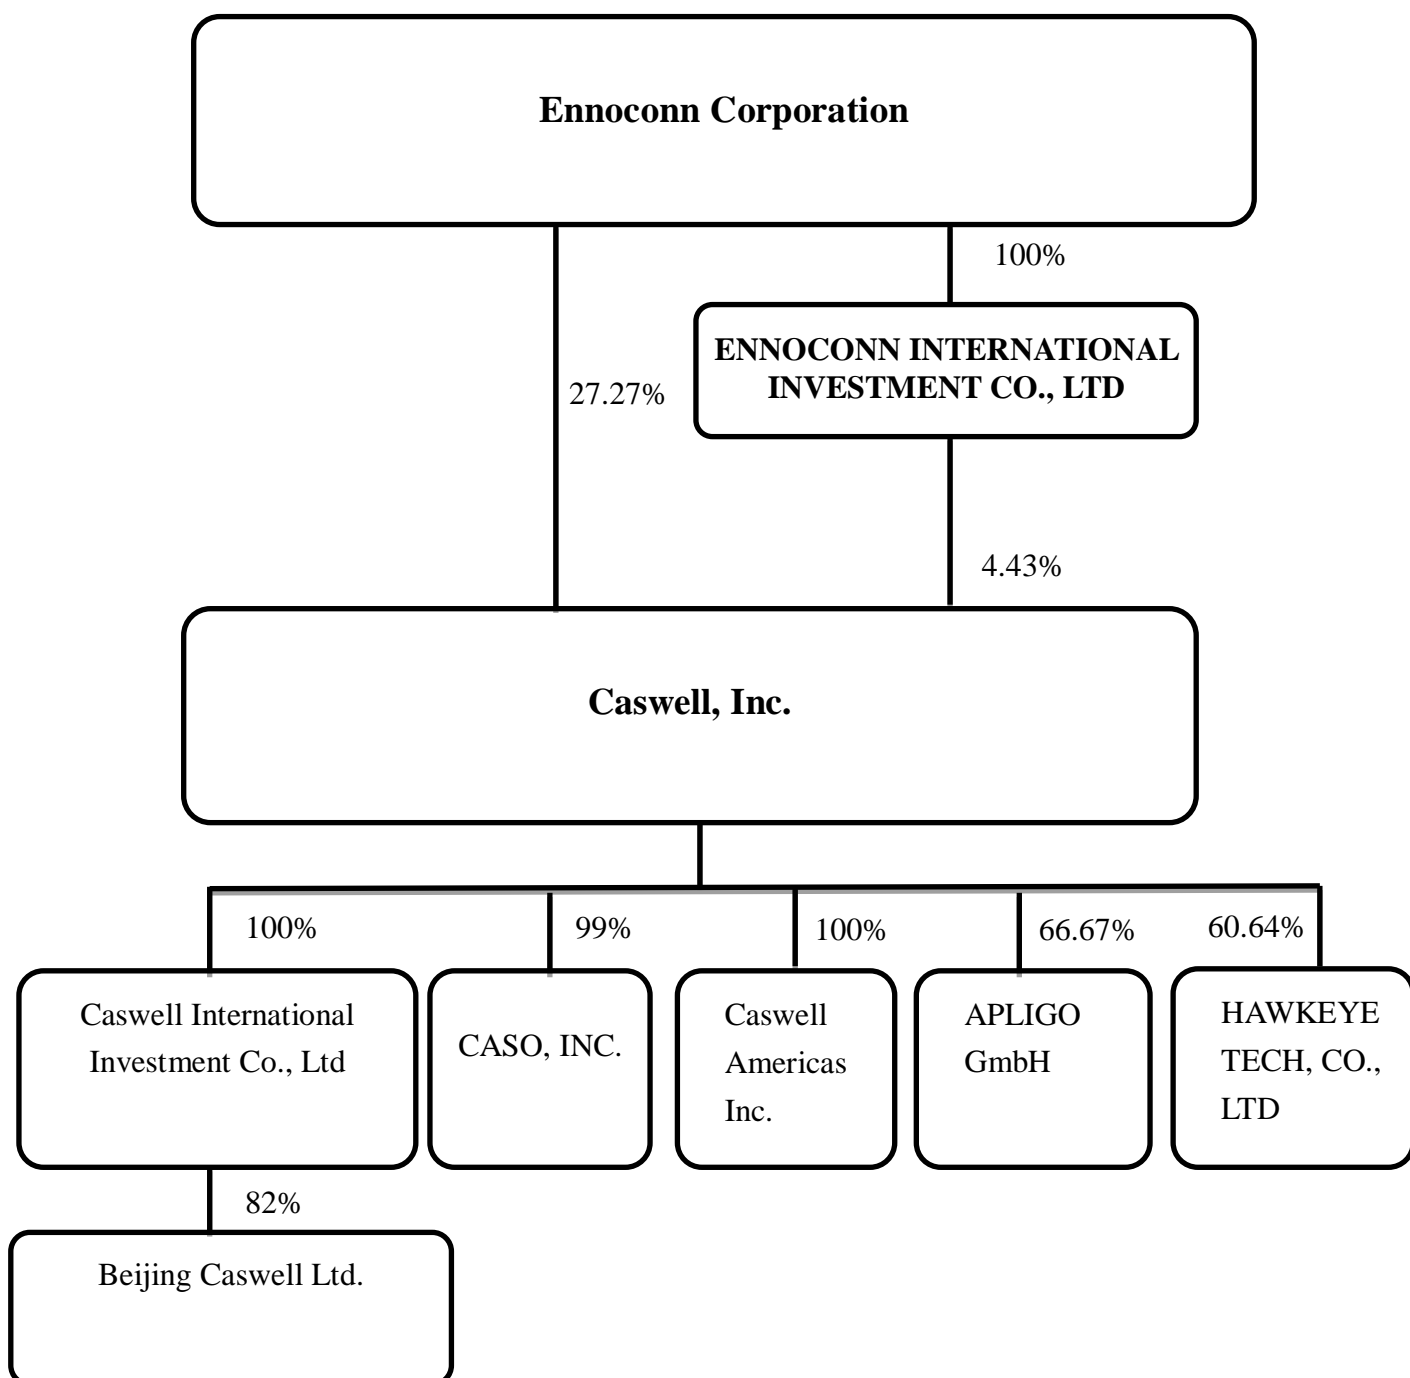 Ennoconn Corporation
100%
ENNOCONN INTERNATIONAL
INVESTMENT CO., LTD
27.27%
4.43%
Caswell, Inc.
100%
99%
100%
66.67%
60.64%
Caswell International
Investment Co., Ltd
CASO, INC.
Caswell
Americas
Inc.
APLIGO
GmbH
HAWKEYE
TECH, CO.,
LTD
82%
Beijing Caswell Ltd.